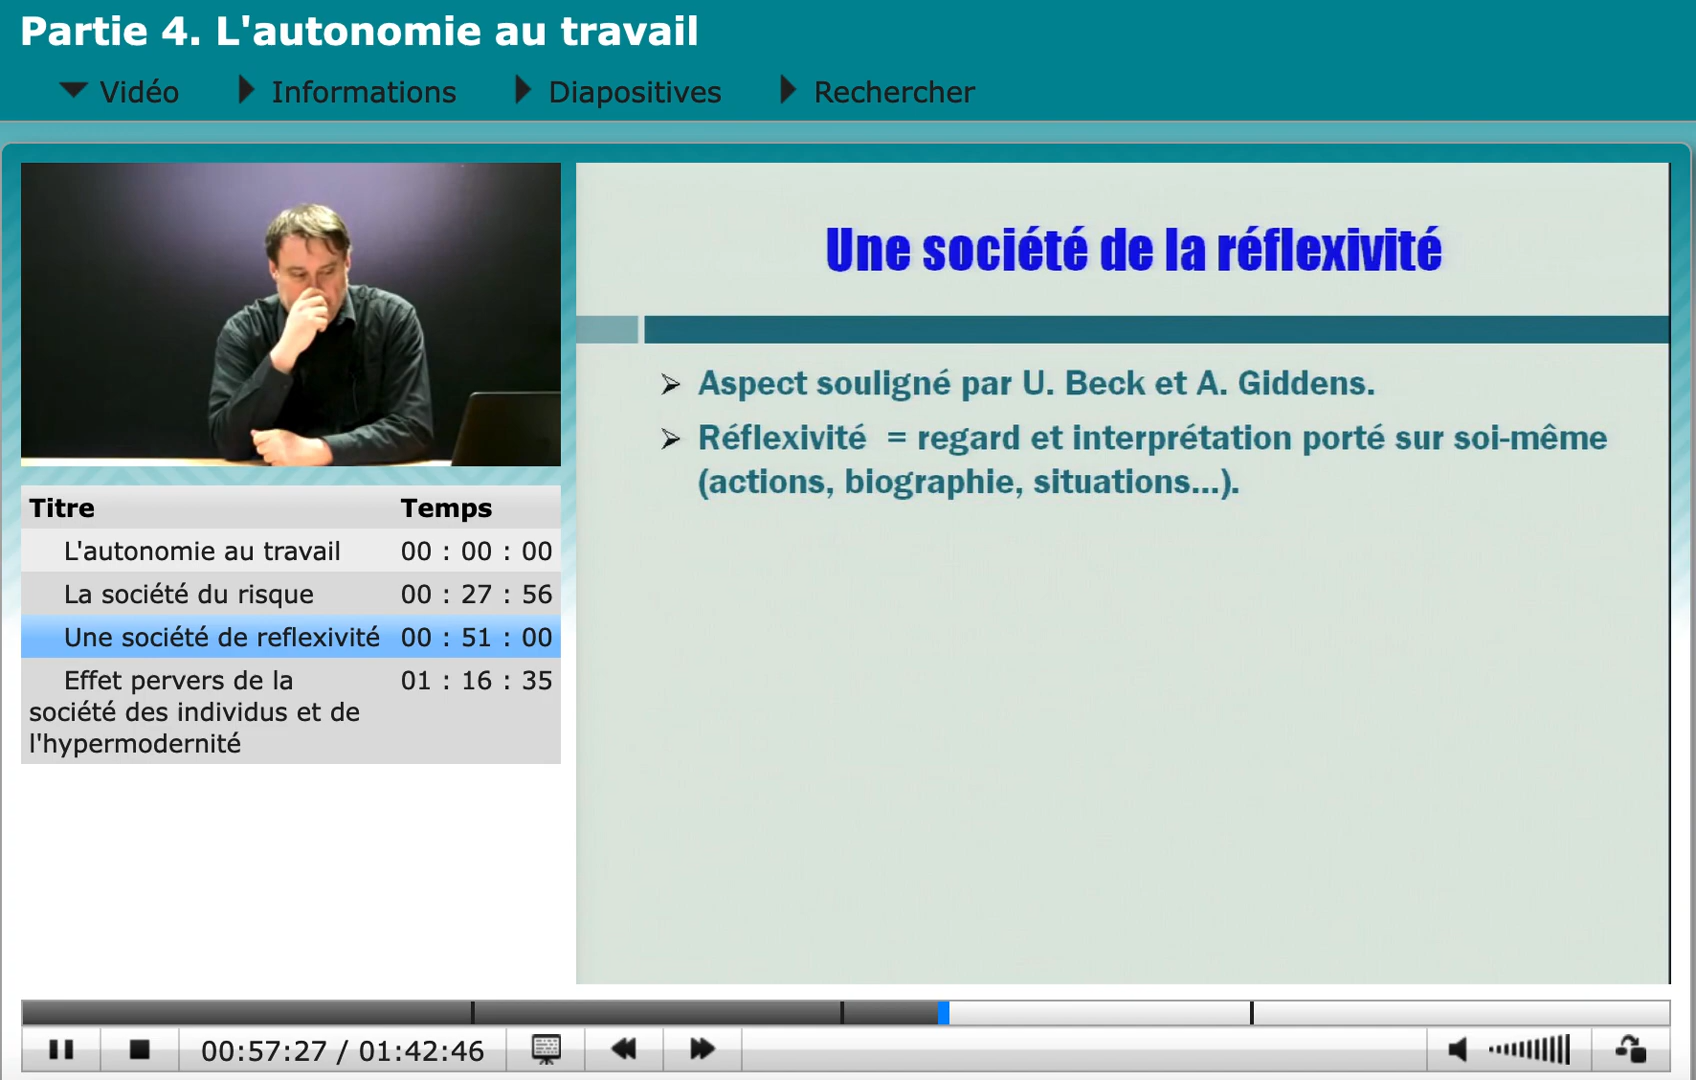 Partie 4. L'autonomie au travail
Vidéo Informations Diapositives Rechercher
Une société de la réflexivité
Aspect souligné par U. Beck et A. Giddens.
Réflexivité = regard et interprétation porté sur soi-même
(actions, biographie, situations...).
Titre Temps
L'autonomie au travail 00 : 00 : 00
La société du risque 00 : 27 : 56
Une société de reflexivité 00 : 51 : 00
Effet pervers de la 01 : 16 : 35
société des individus et de
l'hypermodernité
00:57:27 / 01:42:46